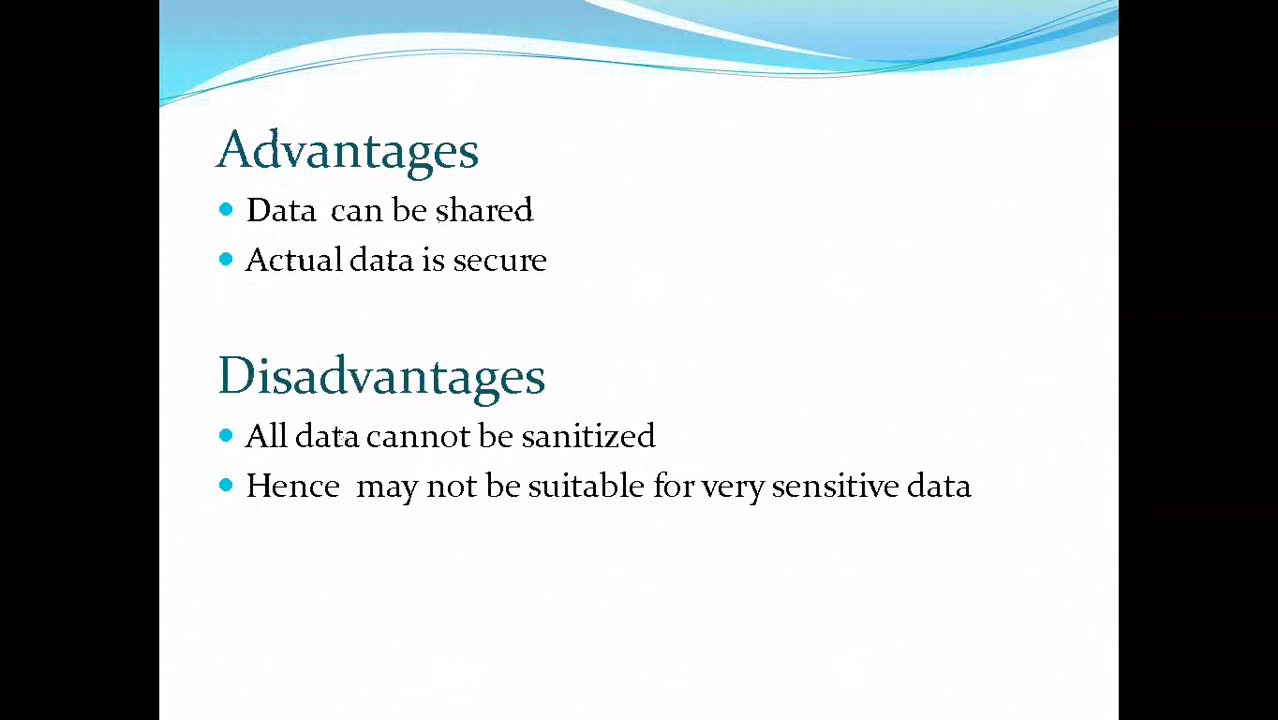 Advantages
Data can be shared
Actual data is secure
Disadvantages
All data cannot be sanitized
Hence may not be suitable for very sensitive data